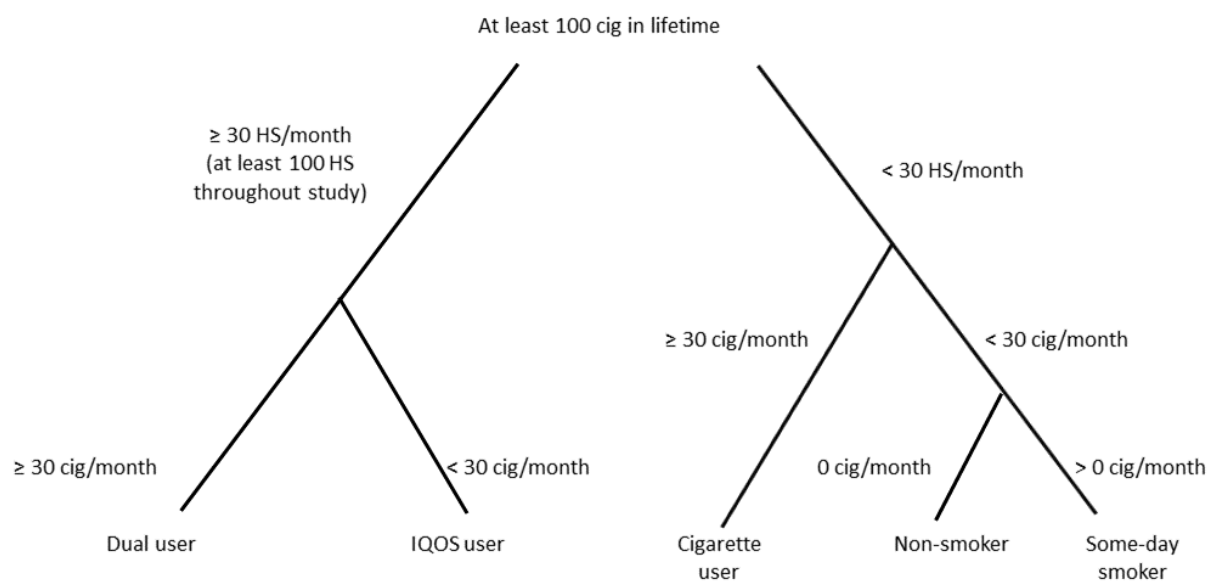 At least 100 cig in lifetime
≥ 30 HS/month
(at least 100 HS
throughout study)
< 30 HS/month
≥ 30 cig/month
< 30 cig/month
≥ 30 cig/month
< 30 cig/month
0 cig/month
> 0 cig/month
Dual user
IQOS user
Cigarette
user
Non-smoker
Some-day
smoker